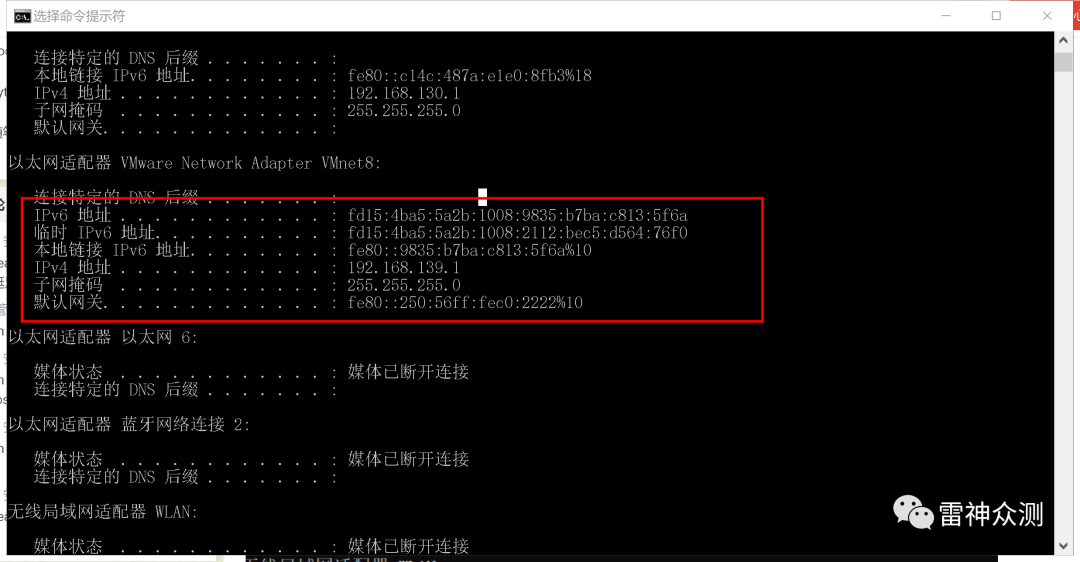 选择命令提示符
连接特定的 DNS 后缀 . . . . . . . :
本地链接 IPv6 地址. . . . . . . . : fe80::c14c:487a:e1e0:8fb3%18
IPv4 地址 . . . . . . . . . . . . : 192.168.130.1
子网掩码 . . . . . . . . . . . . : 255.255.255.0
默认网关. . . . . . . . . . . . . :
以太网适配器 VMware Network Adapter VMnet8:
连接特定的 DNS 后缀 . . . . . . . :
IPv6 地址 . . . . . . . . . . . . : fd15:4ba5:5a2b:1008:9835:b7ba:c813:5f6a
临时 IPv6 地址. . . . . . . . . . : fd15:4ba5:5a2b:1008:2112:bec5:d564:76f0
本地链接 IPv6 地址. . . . . . . . : fe80::9835:b7ba:c813:5f6a%10
IPv4 地址 . . . . . . . . . . . . : 192.168.139.1
子网掩码 . . . . . . . . . . . . : 255.255.255.0
默认网关. . . . . . . . . . . . . : fe80::250:56ff:fec0:2222%10
以太网适配器 以太网 6:
媒体状态 . . . . . . . . . . . . : 媒体已断开连接
连接特定的 DNS 后缀 . . . . . . . :
以太网适配器 蓝牙网络连接 2:
媒体状态 . . . . . . . . . . . . : 媒体已断开连接
连接特定的 DNS 后缀 . . . . . . . :
无线局域网适配器 WLAN:
媒体状态 . . . . . . . . . . . . : 媒体已断开连接
雷神众测